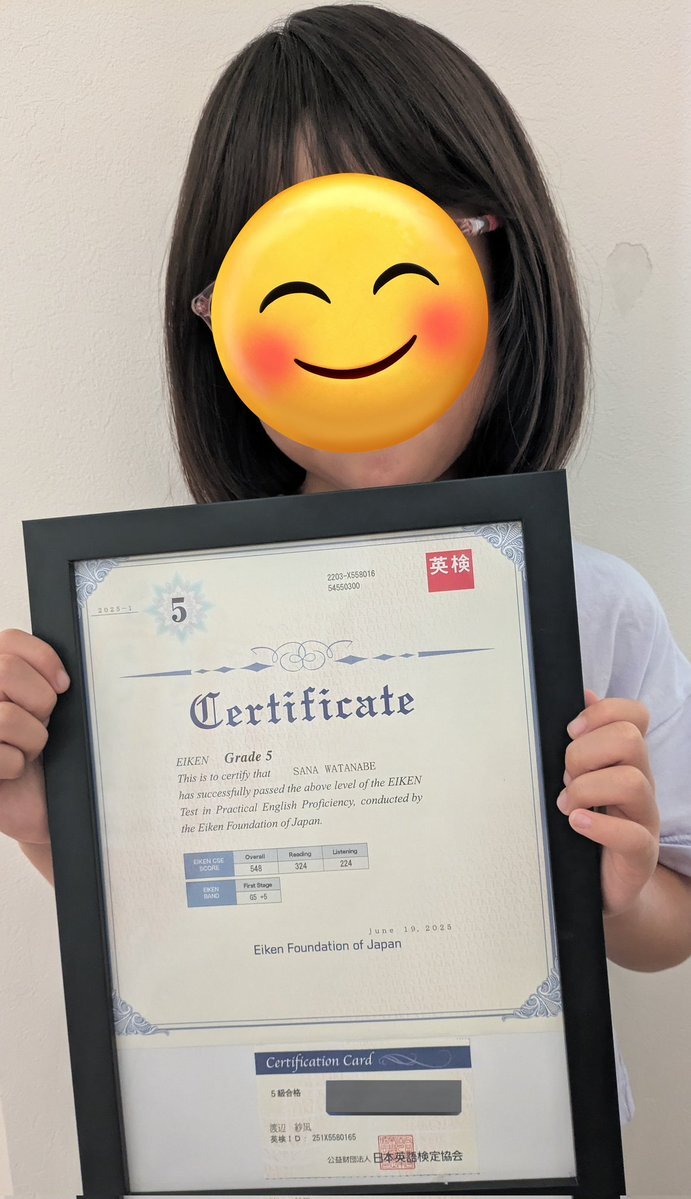 2025-1
5
2203-X558016
54550300
英検
Certificate
EIKEN Grade 5
This is to certify that SANA WATANABE
has successfully passed the above level of the EIKEN
Test in Practical English Proficiency, conducted by
the Eiken Foundation of Japan.
EIKEN CSE SCORE Overall Reading Listening
548 324 224
EIKEN BAND First Stage
G5 +5
june 19, 2025
Eiken Foundation of Japan
Certification Card
5級合格
渡辺 紗凪
英検ID: 251X5580165
公益財団法人 日本英語検定協会